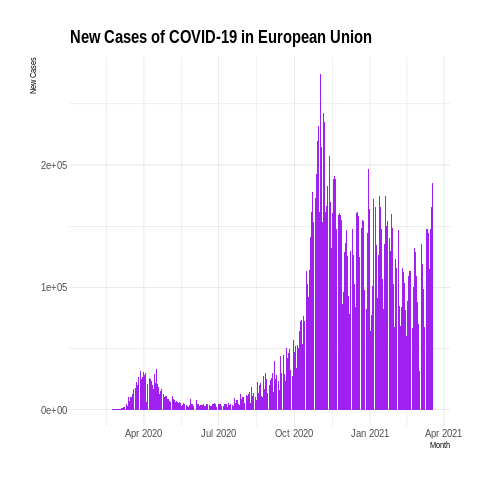 New Cases of COVID-19 in European Union
New Cases
2e+05
1e+05
0e+00
Apr 2020 Jul 2020 Oct 2020 Jan 2021 Apr 2021
Month